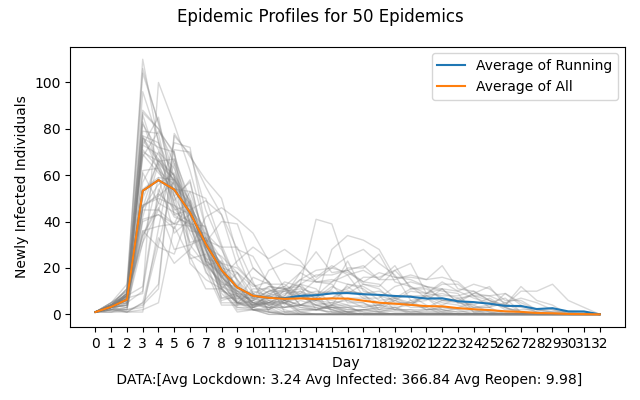 Epidemic Profiles for 50 Epidemics
Average of Running
Average of All
Newly Infected Individuals
100
80
60
40
20
0
0 1 2 3 4 5 6 7 8 9 10 11 12 13 14 15 16 17 18 19 20 21 22 23 24 25 26 27 28 29 30 31 32
Day
DATA:[Avg Lockdown: 3.24 Avg Infected: 366.84 Avg Reopen: 9.98]